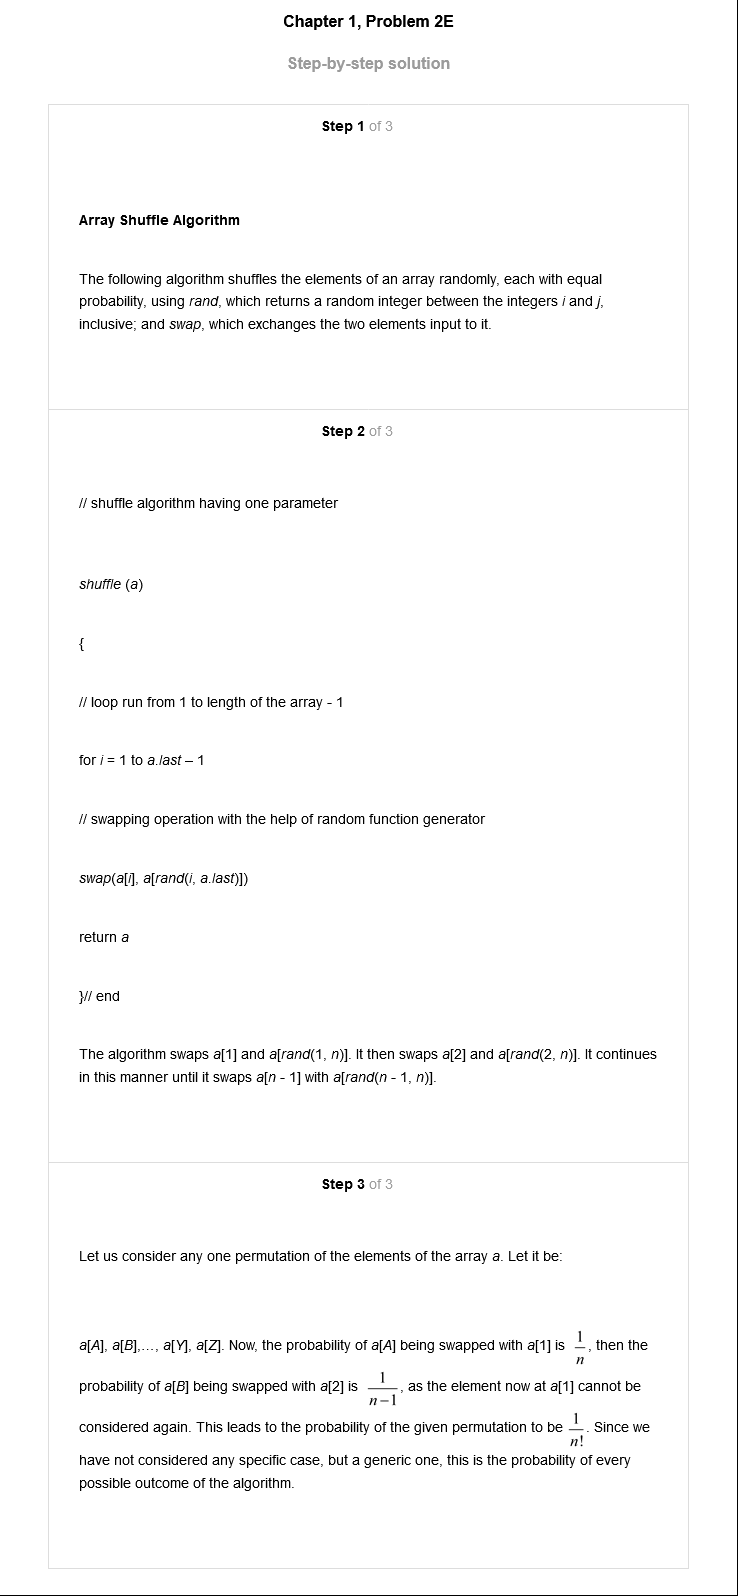 Chapter 1, Problem 2E
Step-by-step solution
Step 1 of 3
Array Shuffle Algorithm
The following algorithm shuffles the elements of an array randomly, each with equal
probability, using rand, which returns a random integer between the integers i and j,
inclusive; and swap, which exchanges the two elements input to it.
Step 2 of 3
// shuffle algorithm having one parameter
shuffle (a)
{
// loop run from 1 to length of the array - 1
for i = 1 to a.last – 1
// swapping operation with the help of random function generator
swap(a[i], a[rand(i, a.last)])
return a
}// end
The algorithm swaps a[1] and a[rand(1, n)]. It then swaps a[2] and a[rand(2, n)]. It continues
in this manner until it swaps a[n - 1] with a[rand(n - 1, n)].
Step 3 of 3
Let us consider any one permutation of the elements of the array a. Let it be:
a[A], a[B],..., a[Y], a[Z]. Now, the probability of a[A] being swapped with a[1] is 1/n, then the
probability of a[B] being swapped with a[2] is 1/(n−1), as the element now at a[1] cannot be
considered again. This leads to the probability of the given permutation to be 1/n!. Since we
have not considered any specific case, but a generic one, this is the probability of every
possible outcome of the algorithm.